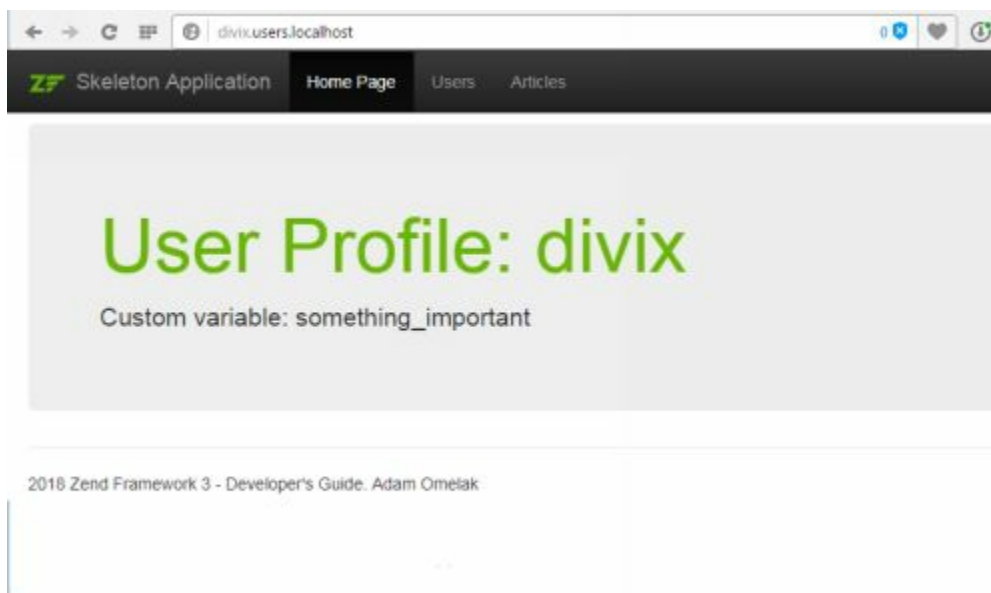 divix.users.localhost 0
ZF Skeleton Application Home Page Users Articles
User Profile: divix
Custom variable: something_important
2018 Zend Framework 3 - Developer's Guide. Adam Omelak